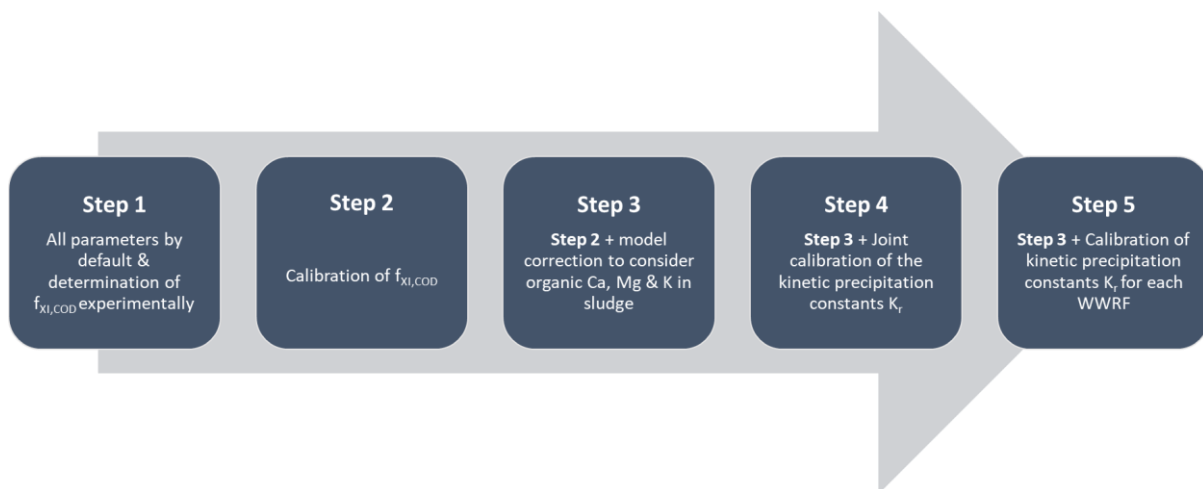 Step 1
All parameters by
default &
determination of
fXI,COD experimentally
Step 2
Calibration of fXI,COD
Step 3
Step 2 + model
correction to consider
organic Ca, Mg & K in
sludge
Step 4
Step 3 + Joint
calibration of the
kinetic precipitation
constants Kr
Step 5
Step 3 + Calibration of
kinetic precipitation
constants Kr for each
WWRF